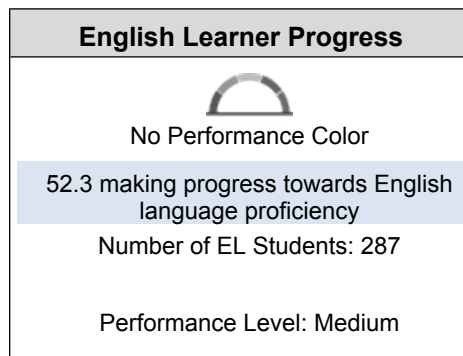 English Learner Progress
No Performance Color
52.3 making progress towards English
language proficiency
Number of EL Students: 287
Performance Level: Medium